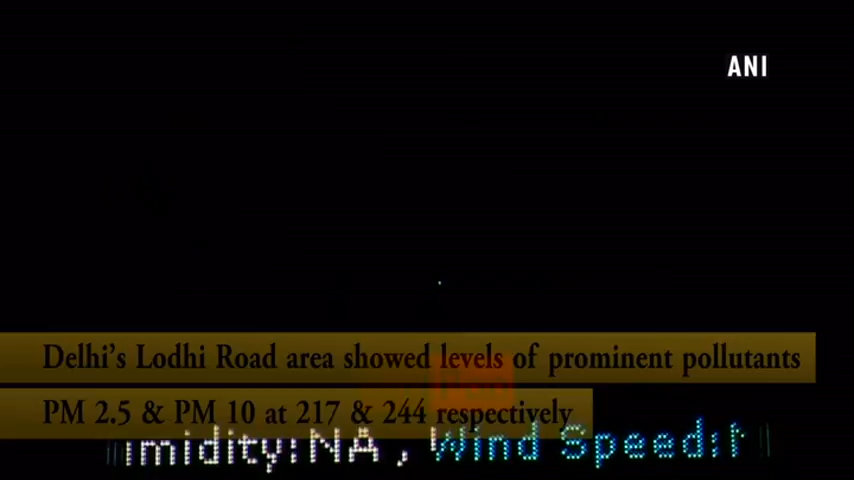 ANI
Delhi's Lodhi Road area showed levels of prominent pollutants
PM 2.5 & PM 10 at 217 & 244 respectively
midity:NA , Wind Speed: